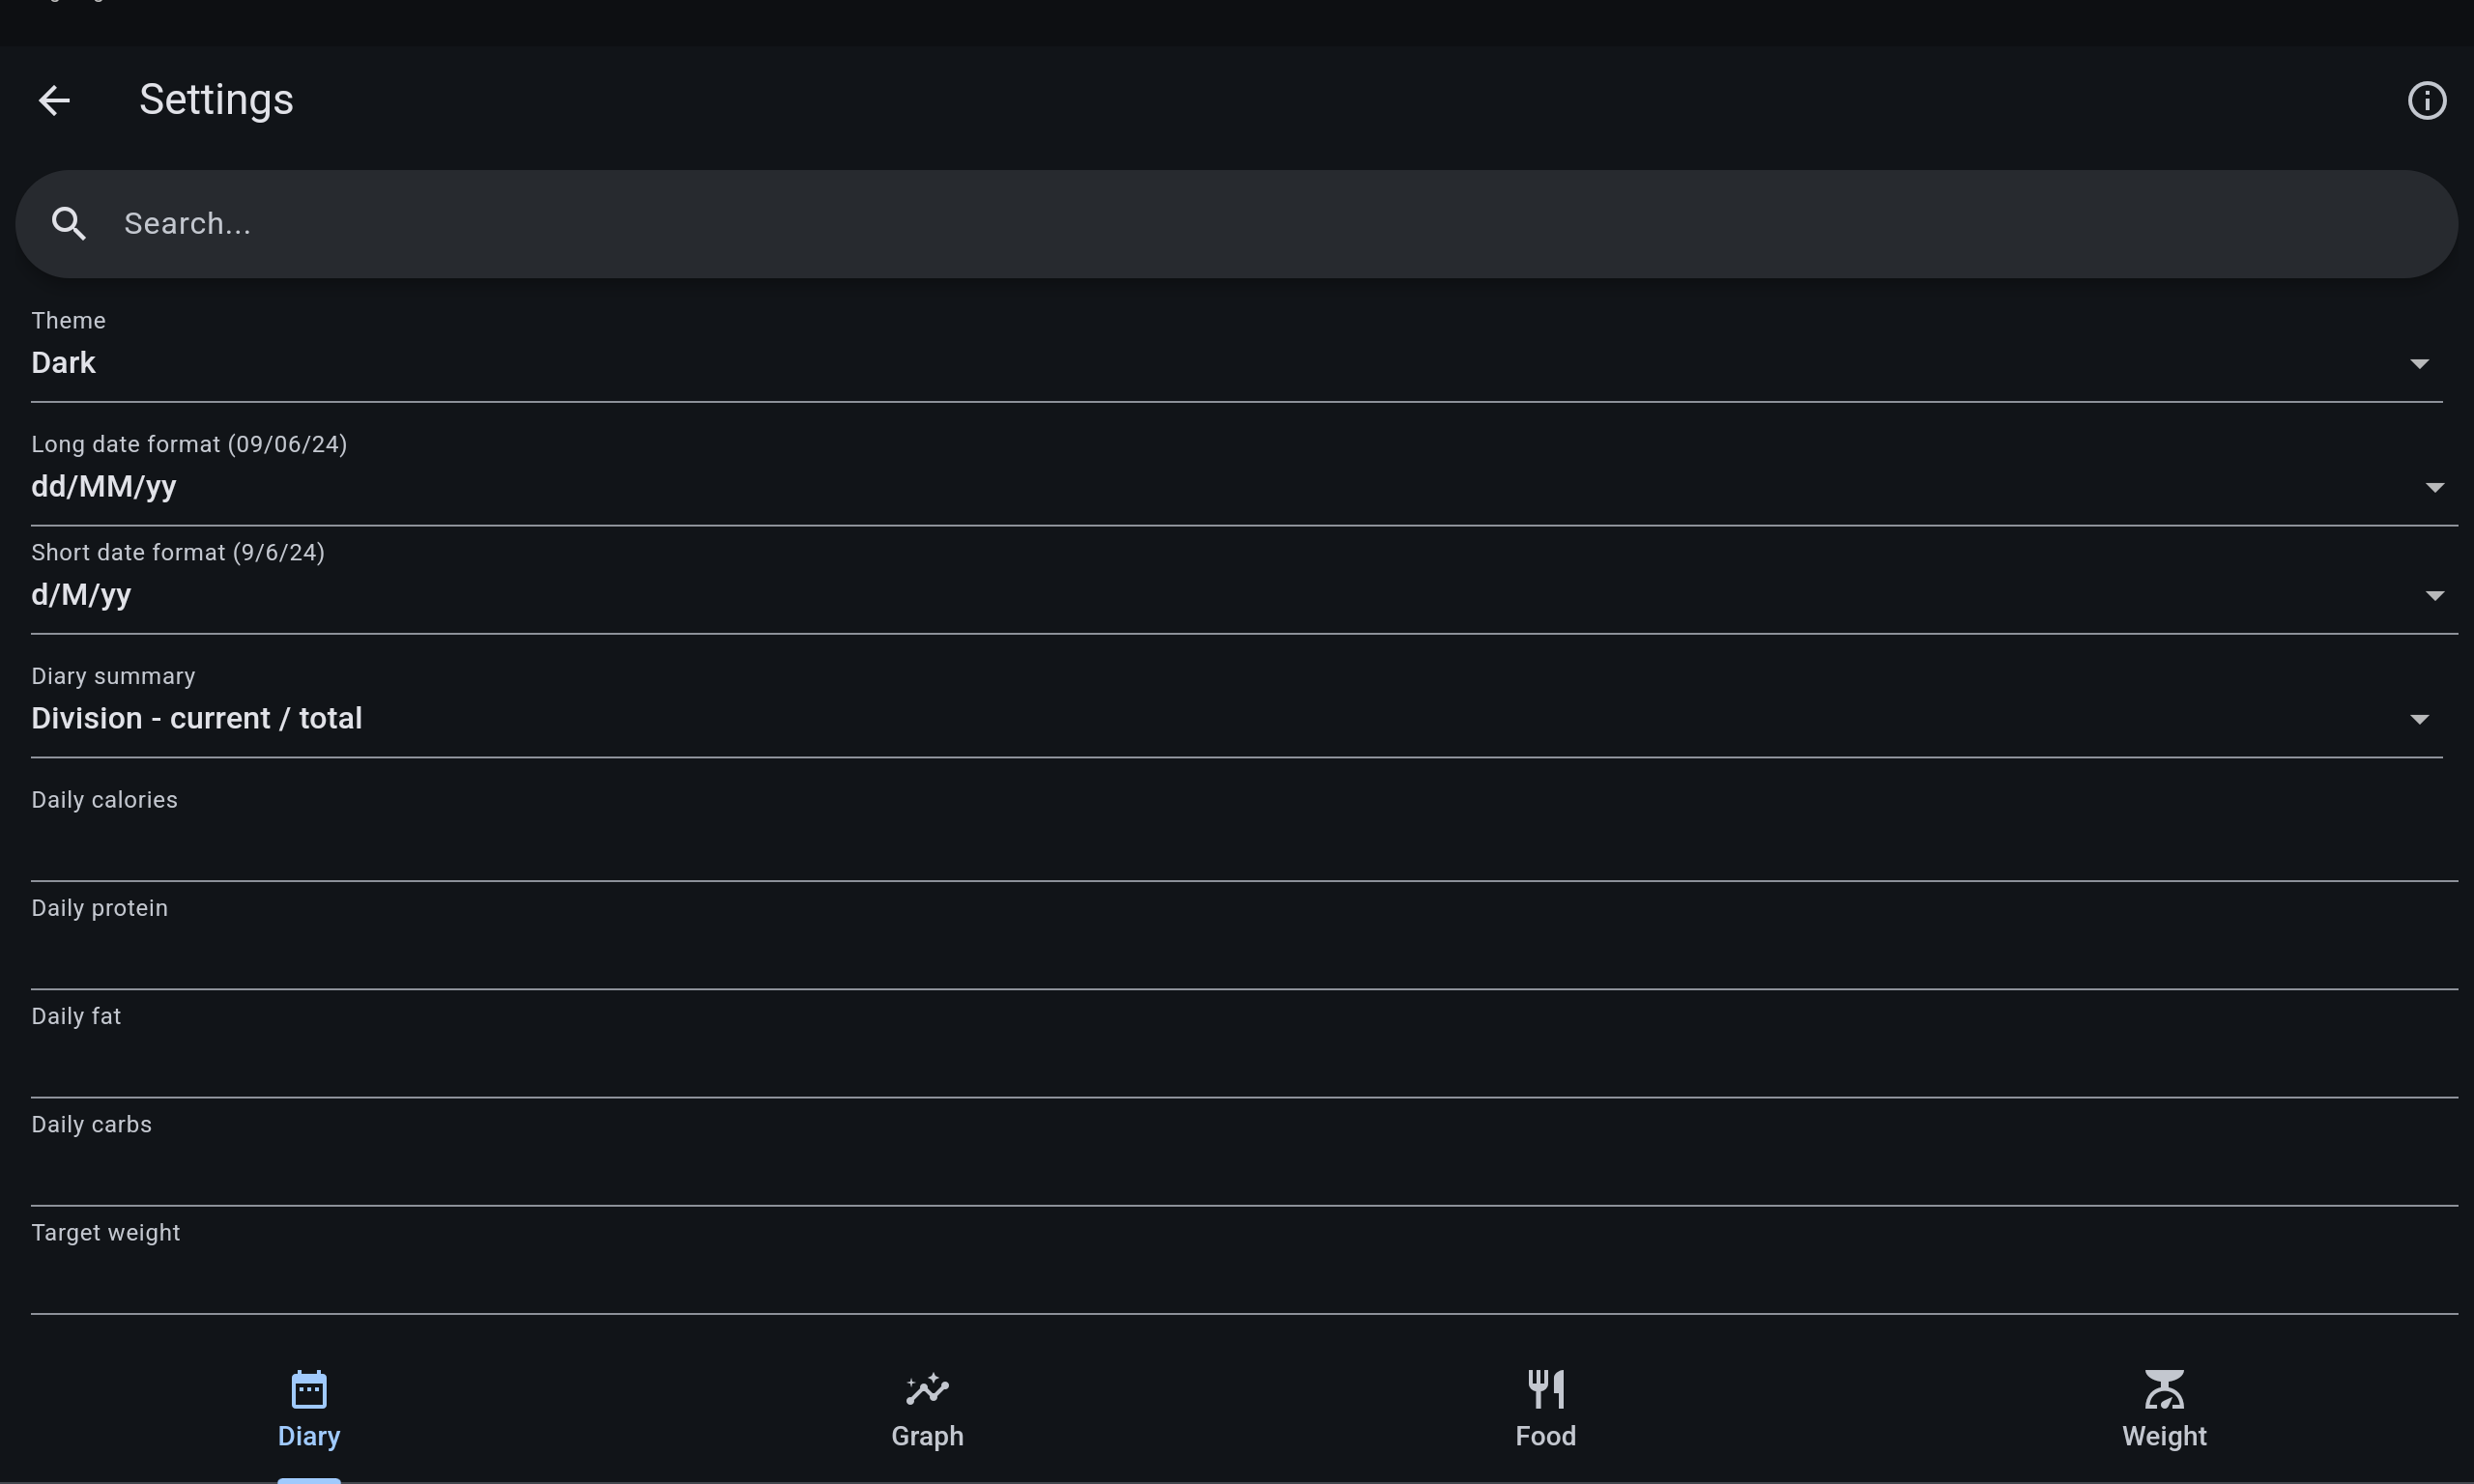 Settings
Search...
Theme
Dark
Long date format (09/06/24)
dd/MM/yy
Short date format (9/6/24)
d/M/yy
Diary summary
Division - current / total
Daily calories
Daily protein
Daily fat
Daily carbs
Target weight
Diary
Graph
Food
Weight